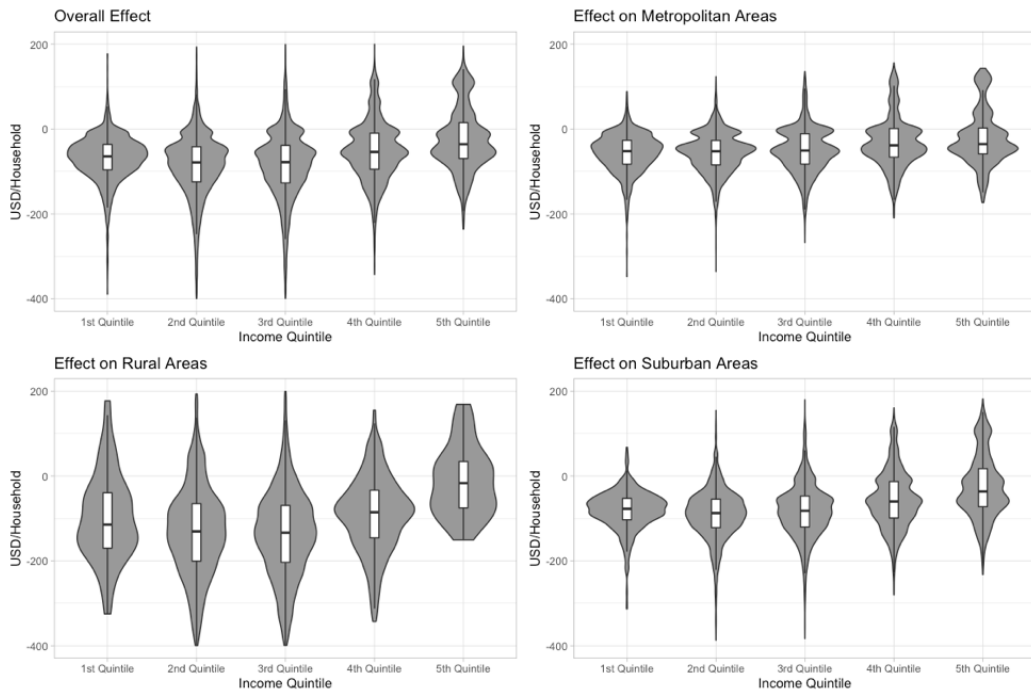 Overall Effect
USD/Household
200
0
-200
-400
1st Quintile 2nd Quintile 3rd Quintile 4th Quintile 5th Quintile
Income Quintile
Effect on Metropolitan Areas
USD/Household
200
0
-200
-400
1st Quintile 2nd Quintile 3rd Quintile 4th Quintile 5th Quintile
Income Quintile
Effect on Rural Areas
USD/Household
200
0
-200
-400
1st Quintile 2nd Quintile 3rd Quintile 4th Quintile 5th Quintile
Income Quintile
Effect on Suburban Areas
USD/Household
200
0
-200
-400
1st Quintile 2nd Quintile 3rd Quintile 4th Quintile 5th Quintile
Income Quintile